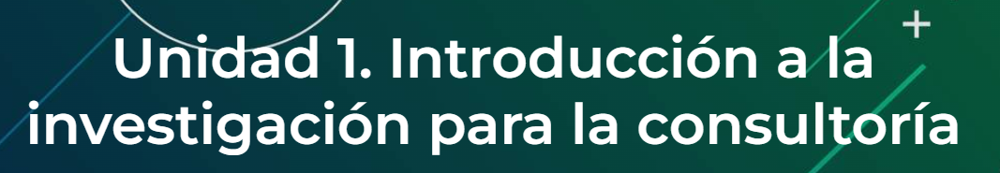 Unidad 1. Introducción a la
investigación para la consultoría